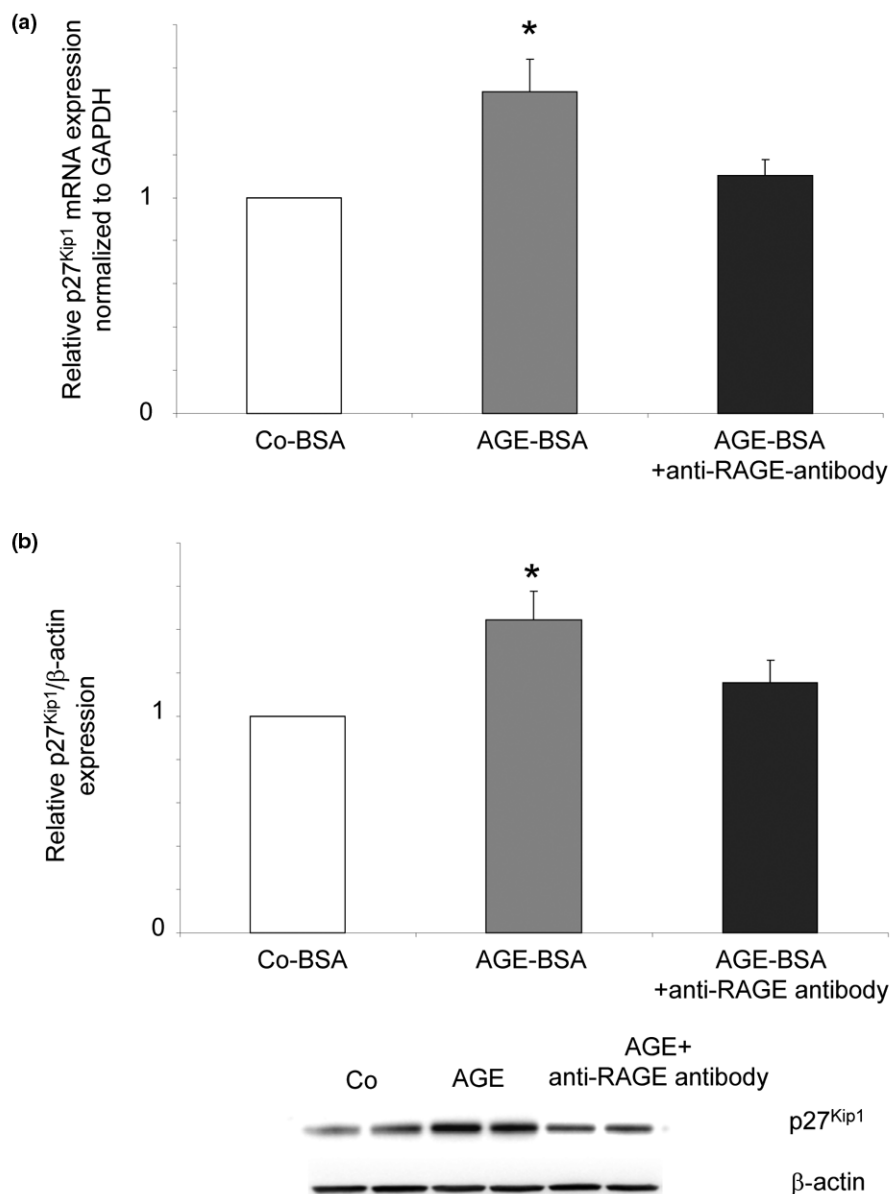 (a)
*
Relative p27Kip1 mRNA expression
normalized to GAPDH
1
0
Co-BSA
AGE-BSA
AGE-BSA
+anti-RAGE-antibody
(b)
*
Relative p27Kip1/β-actin
expression
1
0
Co-BSA
AGE-BSA
AGE-BSA
+anti-RAGE antibody
Co
AGE
AGE+
anti-RAGE antibody
p27Kip1
β-actin